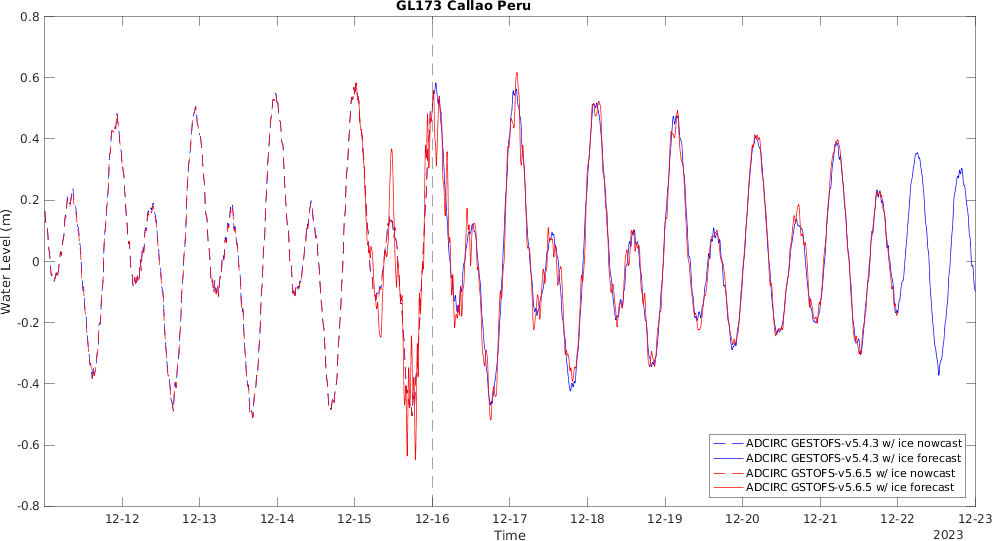 GL173 Callao Peru
0.8
0.6
0.4
0.2
0
-0.2
-0.4
-0.6
-0.8
Water Level (m)
ADCIRC GESTOFS-v5.4.3 w/ ice nowcast
ADCIRC GESTOFS-v5.4.3 w/ ice forecast
ADCIRC GSTOFS-v5.6.5 w/ ice nowcast
ADCIRC GSTOFS-v5.6.5 w/ ice forecast
12-12 12-13 12-14 12-15 12-16 12-17 12-18 12-19 12-20 12-21 12-22 12-23
Time
2023